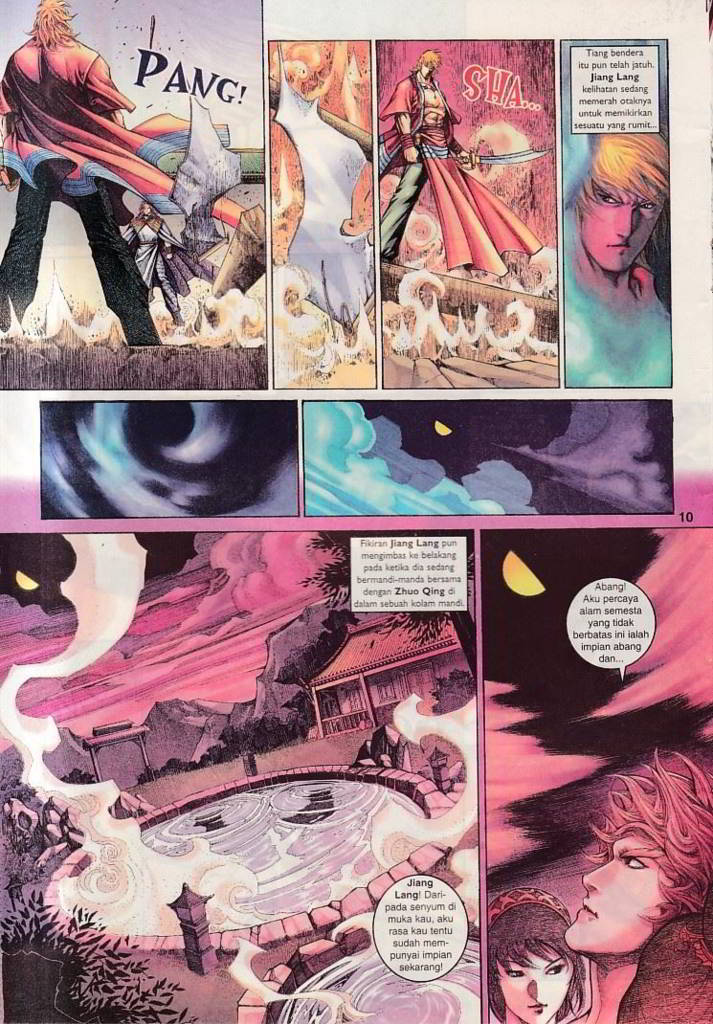 PANG!
SHA...
Tiang bendera
itu pun telah jatuh.
Jiang Lang
kelihatan sedang
memerah otaknya
untuk memikirkan
sesuatu yang rumit...
10
Fikiran Jiang Lang pun
mengimbas ke belakang
pada ketika dia sedang
bermandi-manda bersama
dengan Zhuo Qing di
dalam sebuah kolam mandi.
Abang!
Aku percaya
alam semesta
yang tidak
berbatas ini ialah
impian abang
dan...
Jiang
Lang! Dari-
pada senyum di
muka kau, aku
rasa kau tentu
sudah mem-
punyai impian
sekarang!